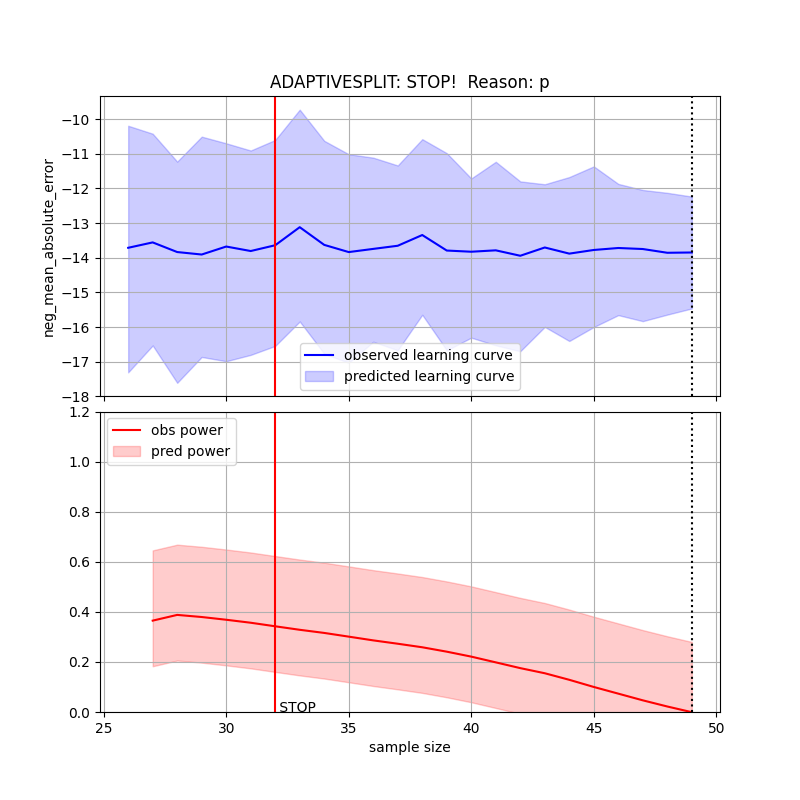 ADAPTIVESPLIT: STOP!  Reason: p
neg_mean_absolute_error
−10
−11
−12
−13
−14
−15
−16
−17
−18
observed learning curve
predicted learning curve
1.2
1.0
0.8
0.6
0.4
0.2
0.0
obs power
pred power
STOP
25 30 35 40 45 50
sample size